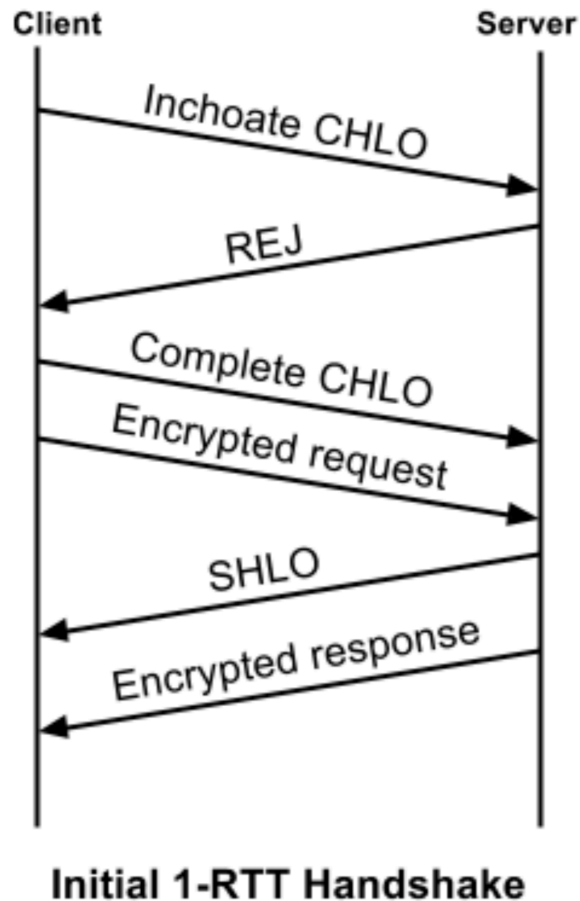 Client
Server
Inchoate CHLO
REJ
Complete CHLO
Encrypted request
SHLO
Encrypted response
Initial 1-RTT Handshake